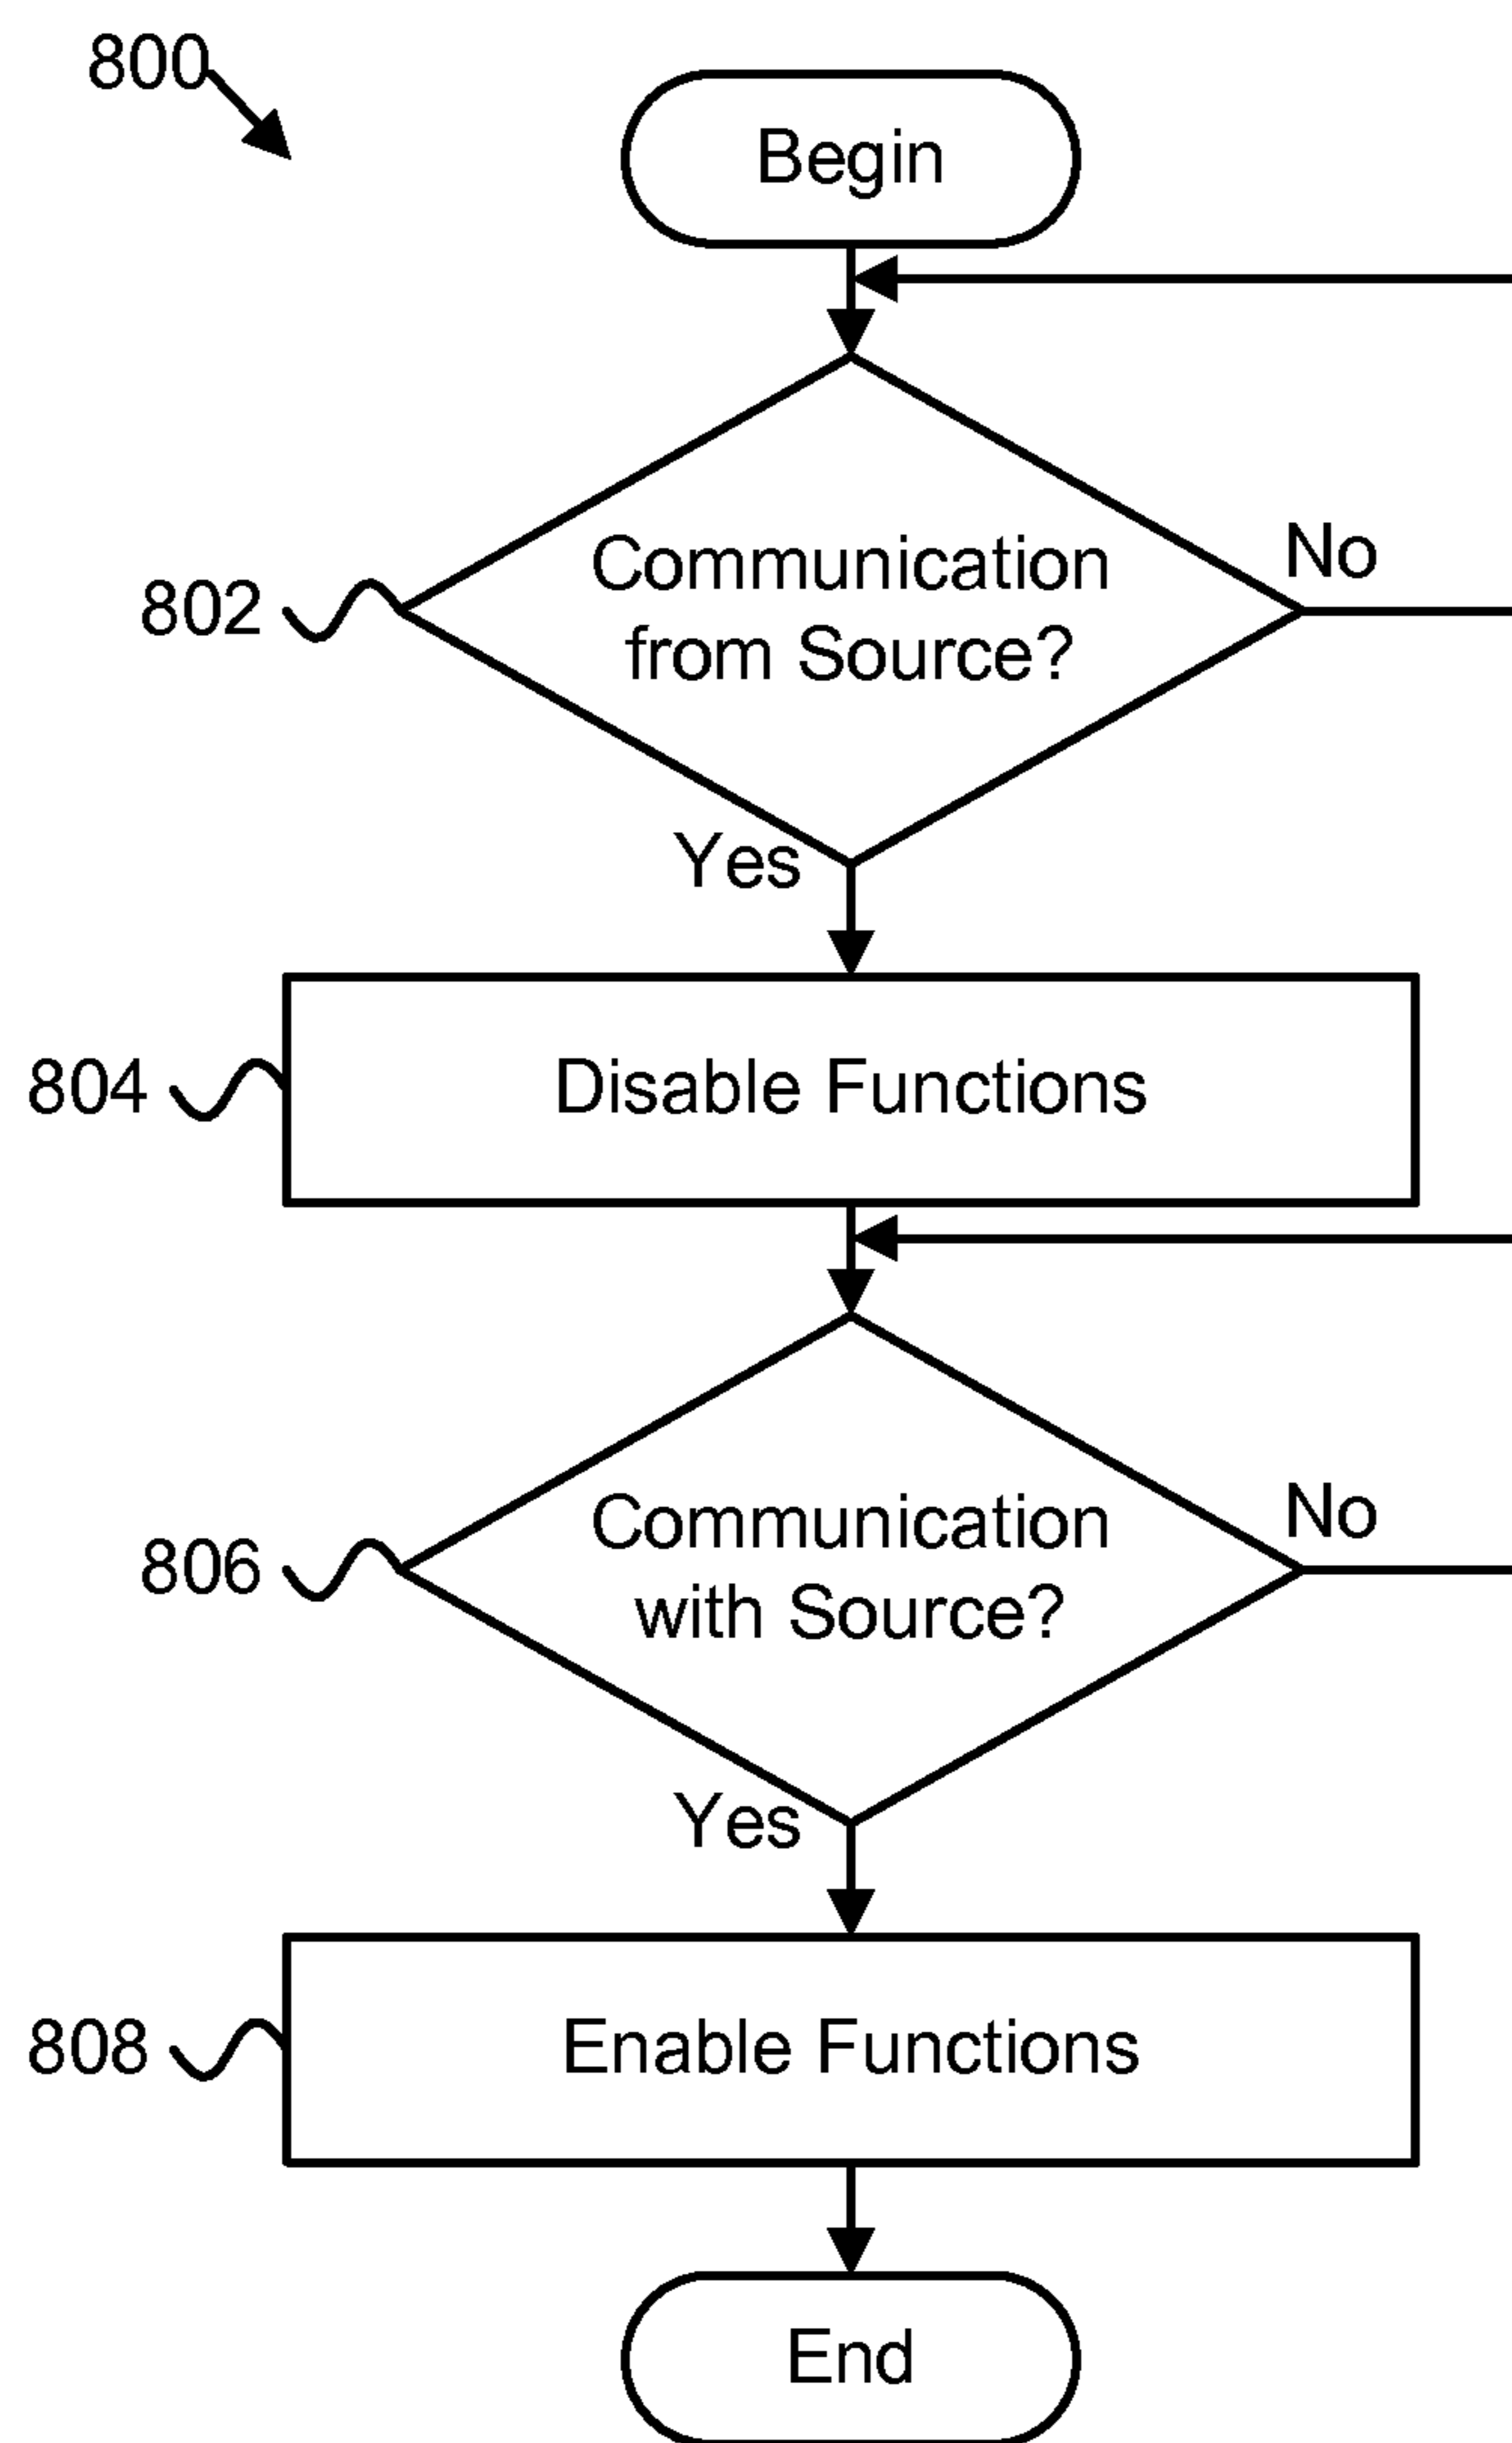 800
Begin
Communication
from Source?
No
802
Yes
Disable Functions
804
Communication
with Source?
No
806
Yes
Enable Functions
808
End